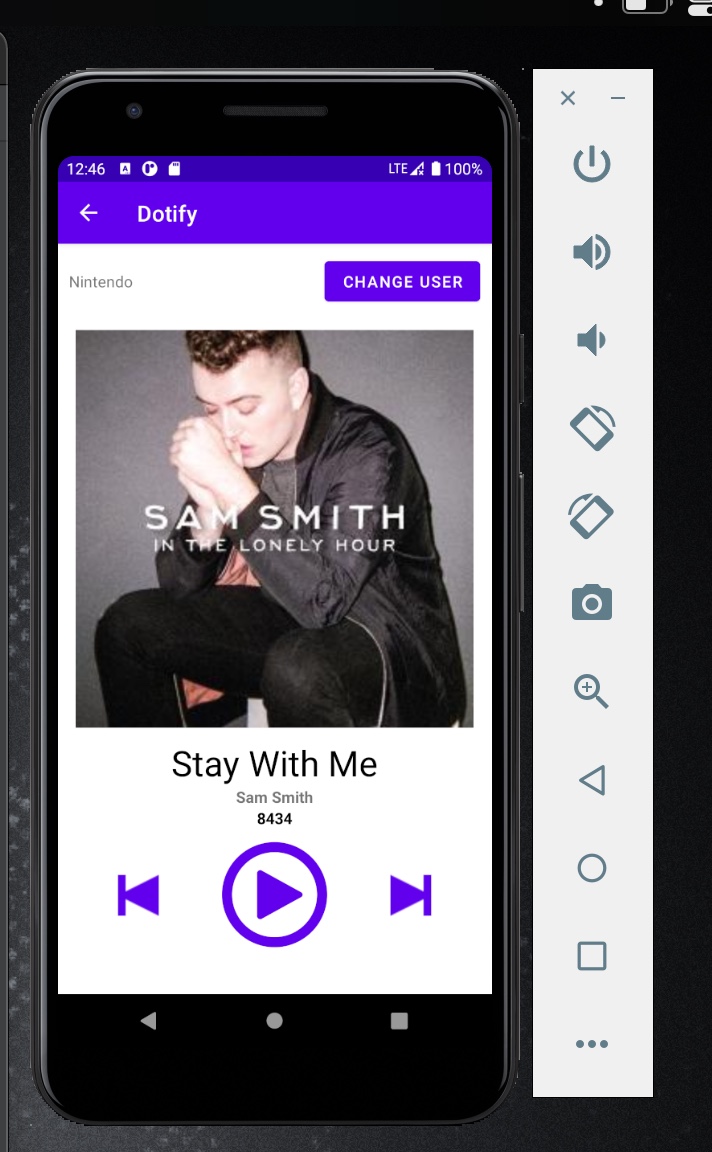 12:46 LTE 100%
Dotify
Nintendo
CHANGE USER
SAM SMITH
IN THE LONELY HOUR
Stay With Me
Sam Smith
8434